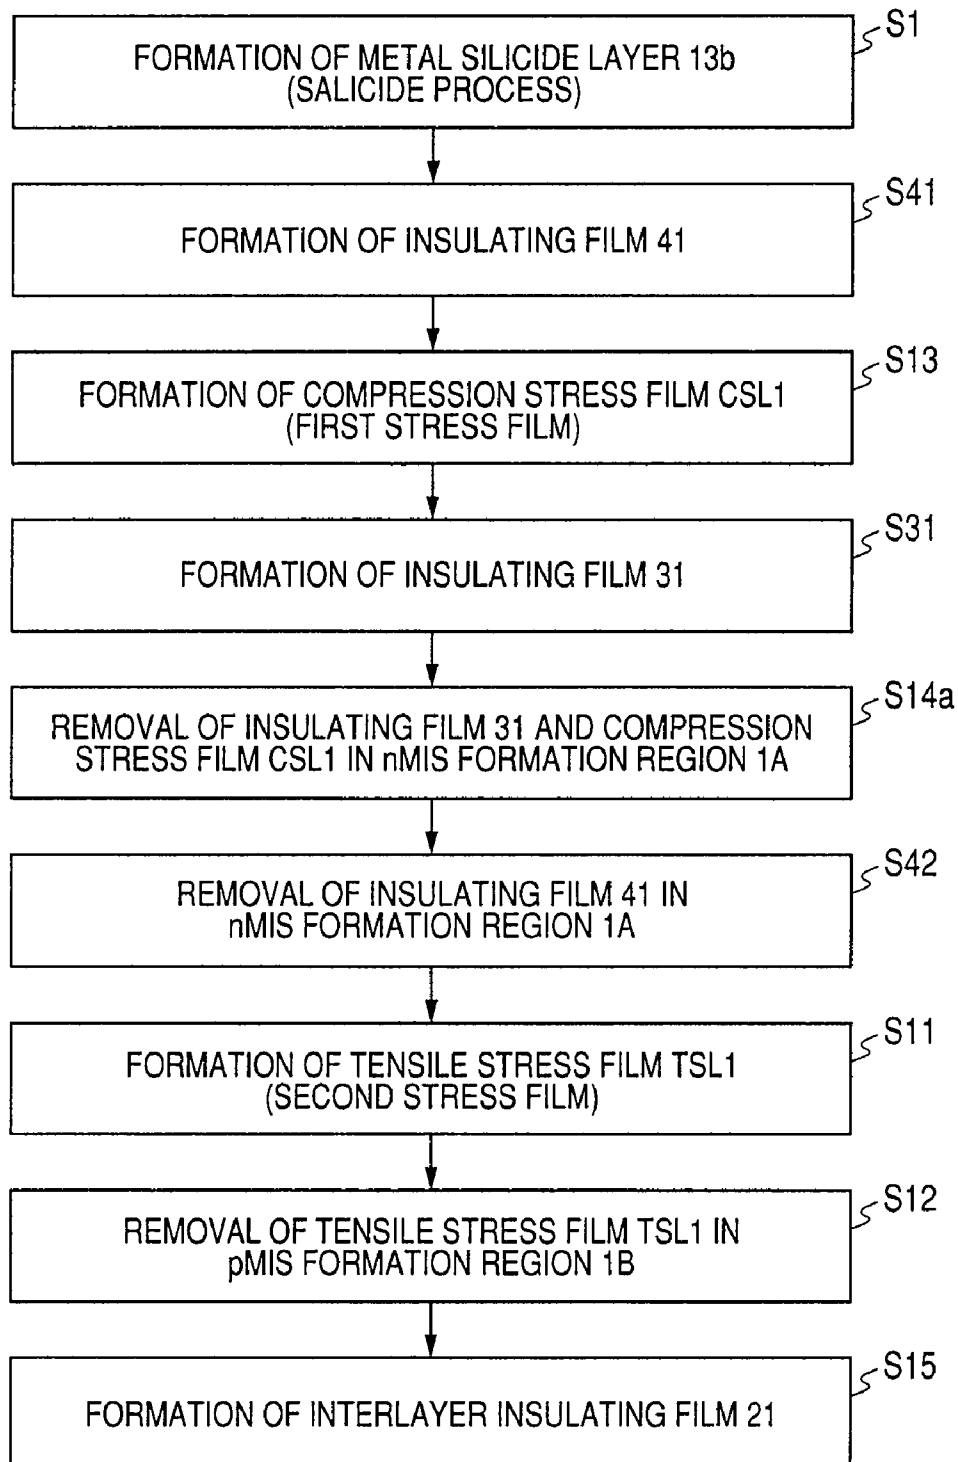 S1
FORMATION OF METAL SILICIDE LAYER 13b
(SALICIDE PROCESS)
S41
FORMATION OF INSULATING FILM 41
S13
FORMATION OF COMPRESSION STRESS FILM CSL1
(FIRST STRESS FILM)
S31
FORMATION OF INSULATING FILM 31
S14a
REMOVAL OF INSULATING FILM 31 AND COMPRESSION
STRESS FILM CSL1 IN nMIS FORMATION REGION 1A
S42
REMOVAL OF INSULATING FILM 41 IN
nMIS FORMATION REGION 1A
S11
FORMATION OF TENSILE STRESS FILM TSL1
(SECOND STRESS FILM)
S12
REMOVAL OF TENSILE STRESS FILM TSL1 IN
pMIS FORMATION REGION 1B
S15
FORMATION OF INTERLAYER INSULATING FILM 21